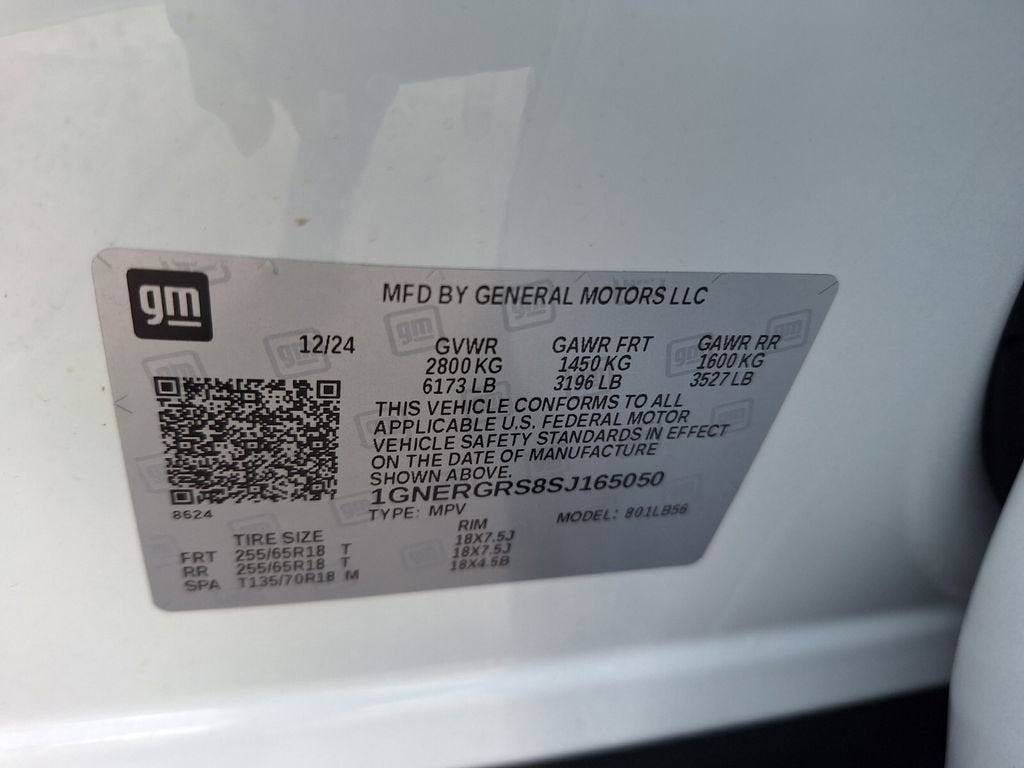 gm
MFD BY GENERAL MOTORS LLC
12/24 GVWR GAWR FRT GAWR RR
2800 KG 1450 KG 1600 KG
6173 LB 3196 LB 3527 LB
THIS VEHICLE CONFORMS TO ALL
APPLICABLE U.S. FEDERAL MOTOR
VEHICLE SAFETY STANDARDS IN EFFECT
ON THE DATE OF MANUFACTURE
SHOWN ABOVE.
1GNERGRS8SJ165050
8624
TYPE: MPV MODEL: 801LB56
TIRE SIZE RIM
FRT 255/65R18 T 18X7.5J
RR 255/65R18 T 18X7.5J
SPA T135/70R18 M 18X4.5B